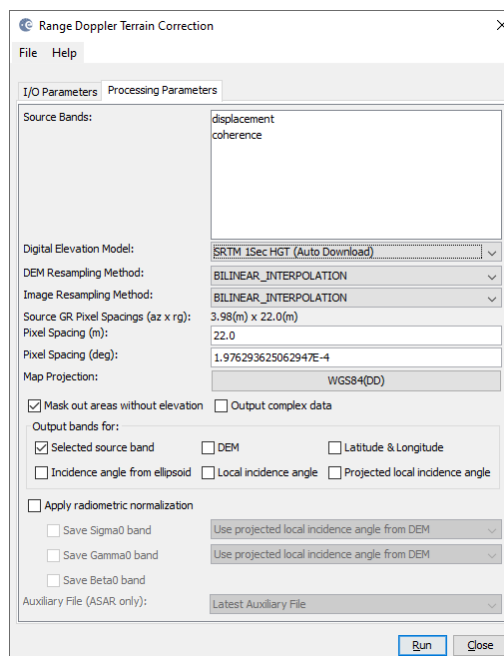 Range Doppler Terrain Correction
File Help
I/O Parameters Processing Parameters
Source Bands:
displacement
coherence
Digital Elevation Model: SRTM 1Sec HGT (Auto Download)
DEM Resampling Method: BILINEAR_INTERPOLATION
Image Resampling Method: BILINEAR_INTERPOLATION
Source GR Pixel Spacings (az x rg): 3.98(m) x 22.0(m)
Pixel Spacing (m): 22.0
Pixel Spacing (deg): 1.976293625062947E-4
Map Projection: WGS84(DD)
Mask out areas without elevation Output complex data
Output bands for:
Selected source band DEM Latitude & Longitude
Incidence angle from ellipsoid Local incidence angle Projected local incidence angle
Apply radiometric normalization
Save Sigma0 band Use projected local incidence angle from DEM
Save Gamma0 band Use projected local incidence angle from DEM
Save Beta0 band
Auxiliary File (ASAR only): Latest Auxiliary File
Run Close